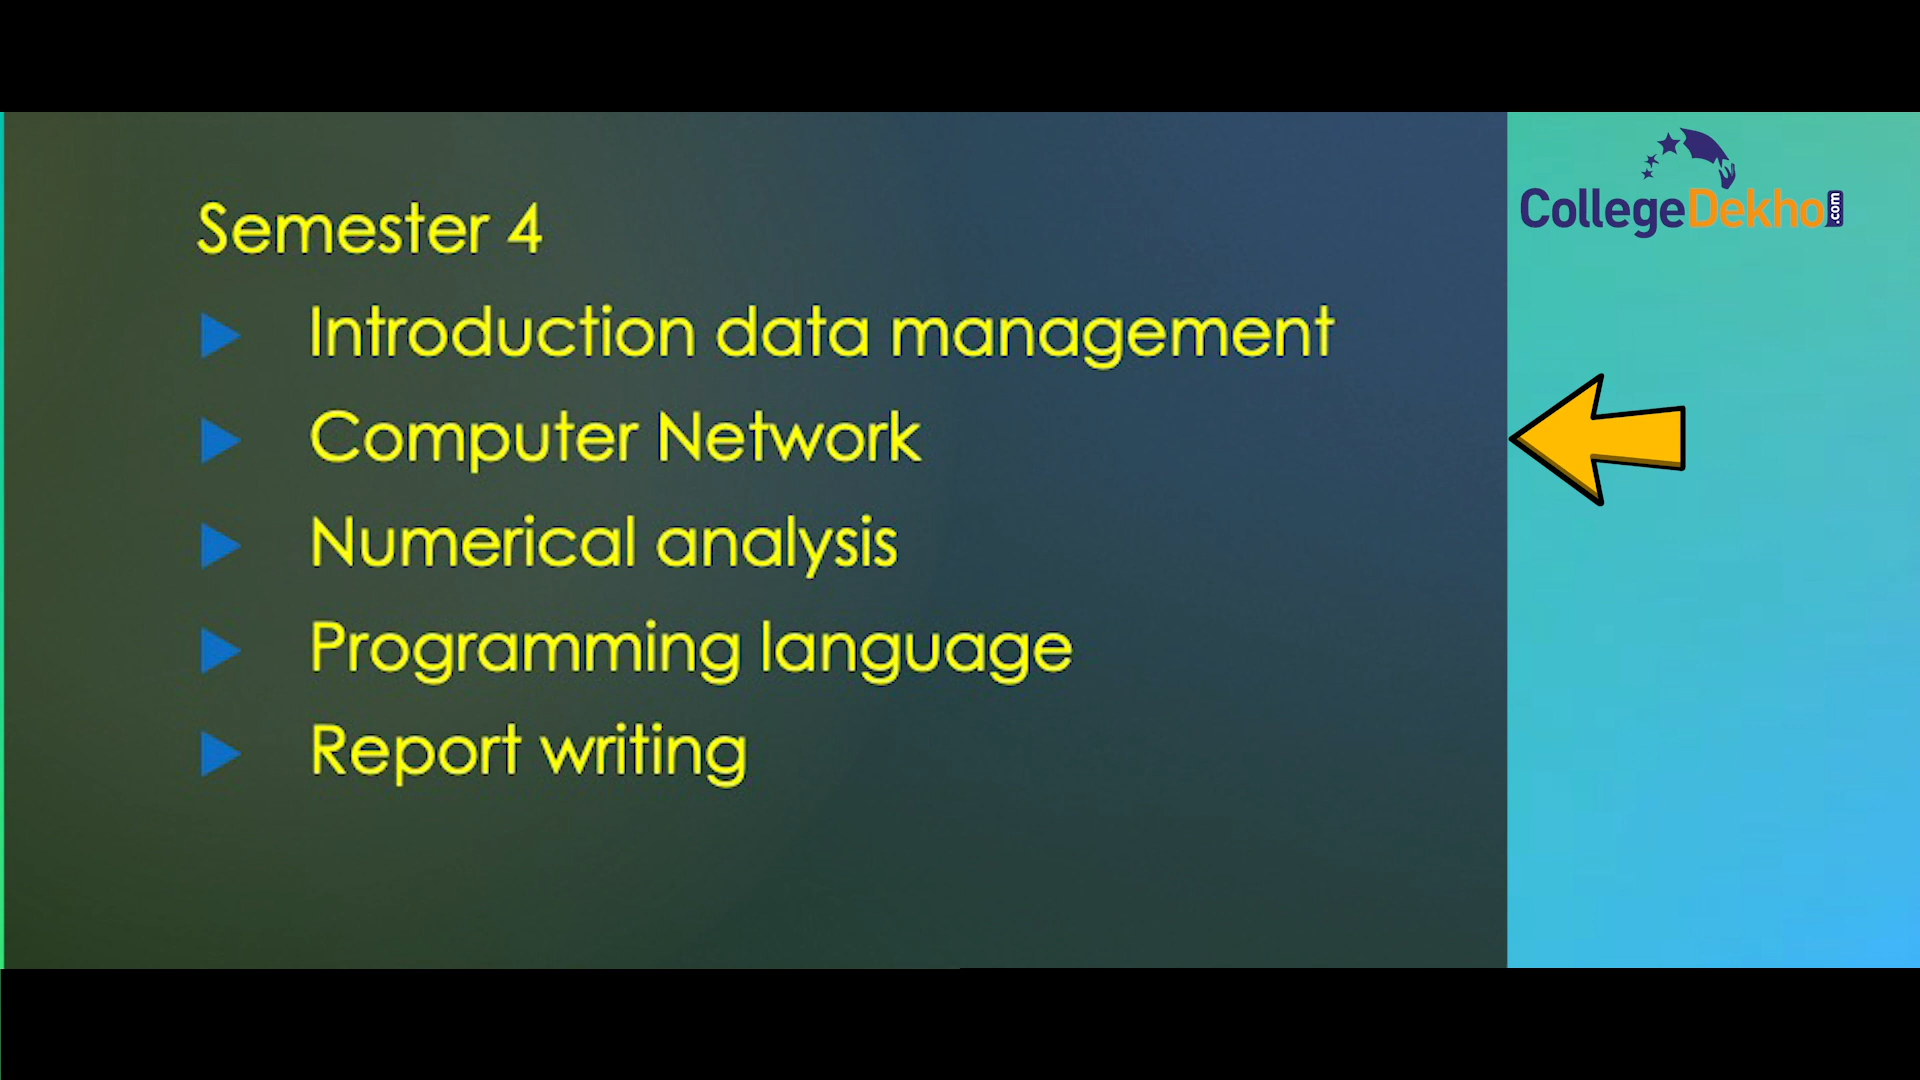 Semester 4
Introduction data management
Computer Network
Numerical analysis
Programming language
Report writing
CollegeDekho.com